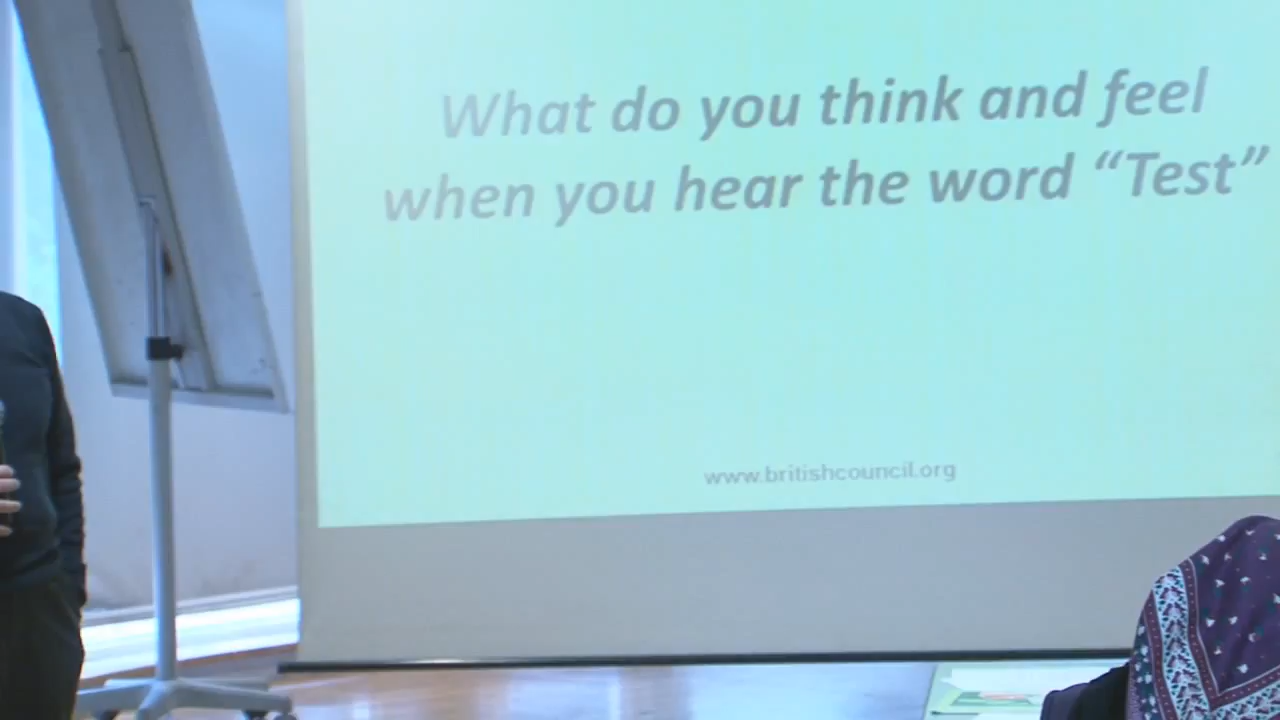 What do you think and feel
when you hear the word “Test”
www.britishcouncil.org